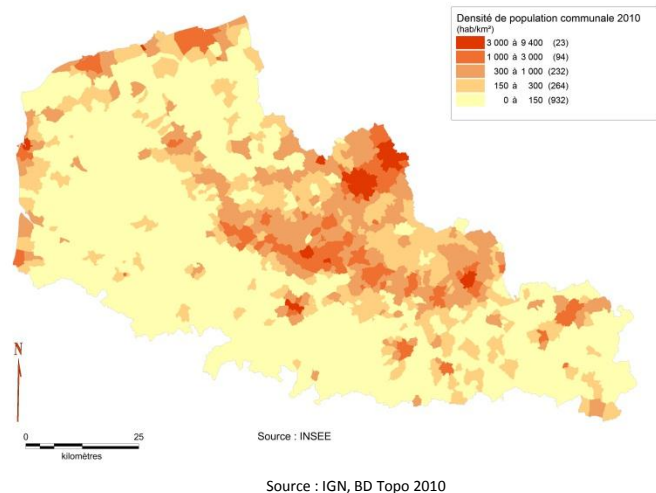 Densité de population communale 2010
(hab/km²)
3 000 à 9 400 (23)
1 000 à 3 000 (94)
300 à 1 000 (232)
150 à 300 (264)
0 à 150 (932)
N
0 25
kilomètres
Source : INSEE
Source : IGN, BD Topo 2010